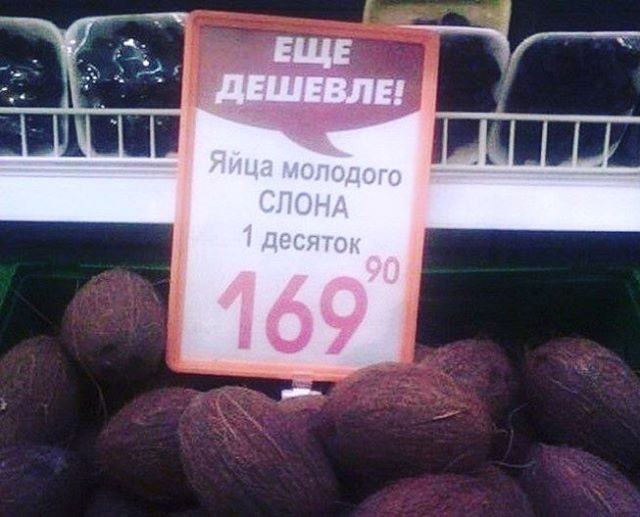 ЕЩЕ
ДЕШЕВЛЕ!
Яйца молодого
СЛОНА
1 десяток
169 90